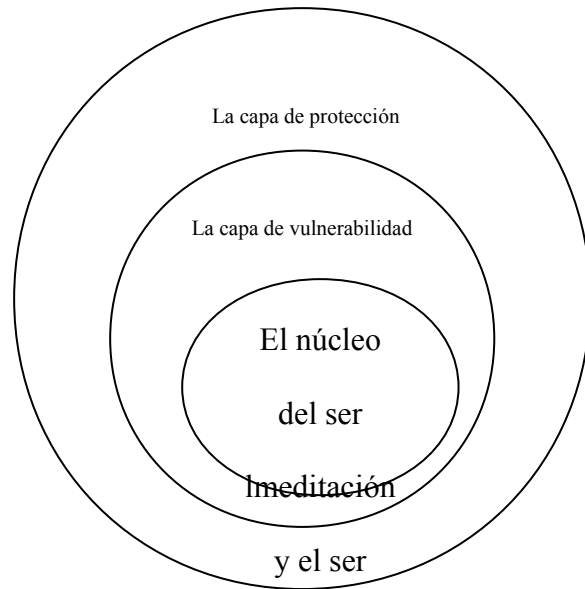 La capa de protección
La capa de vulnerabilidad
El núcleo
del ser
lmeditación
y el ser